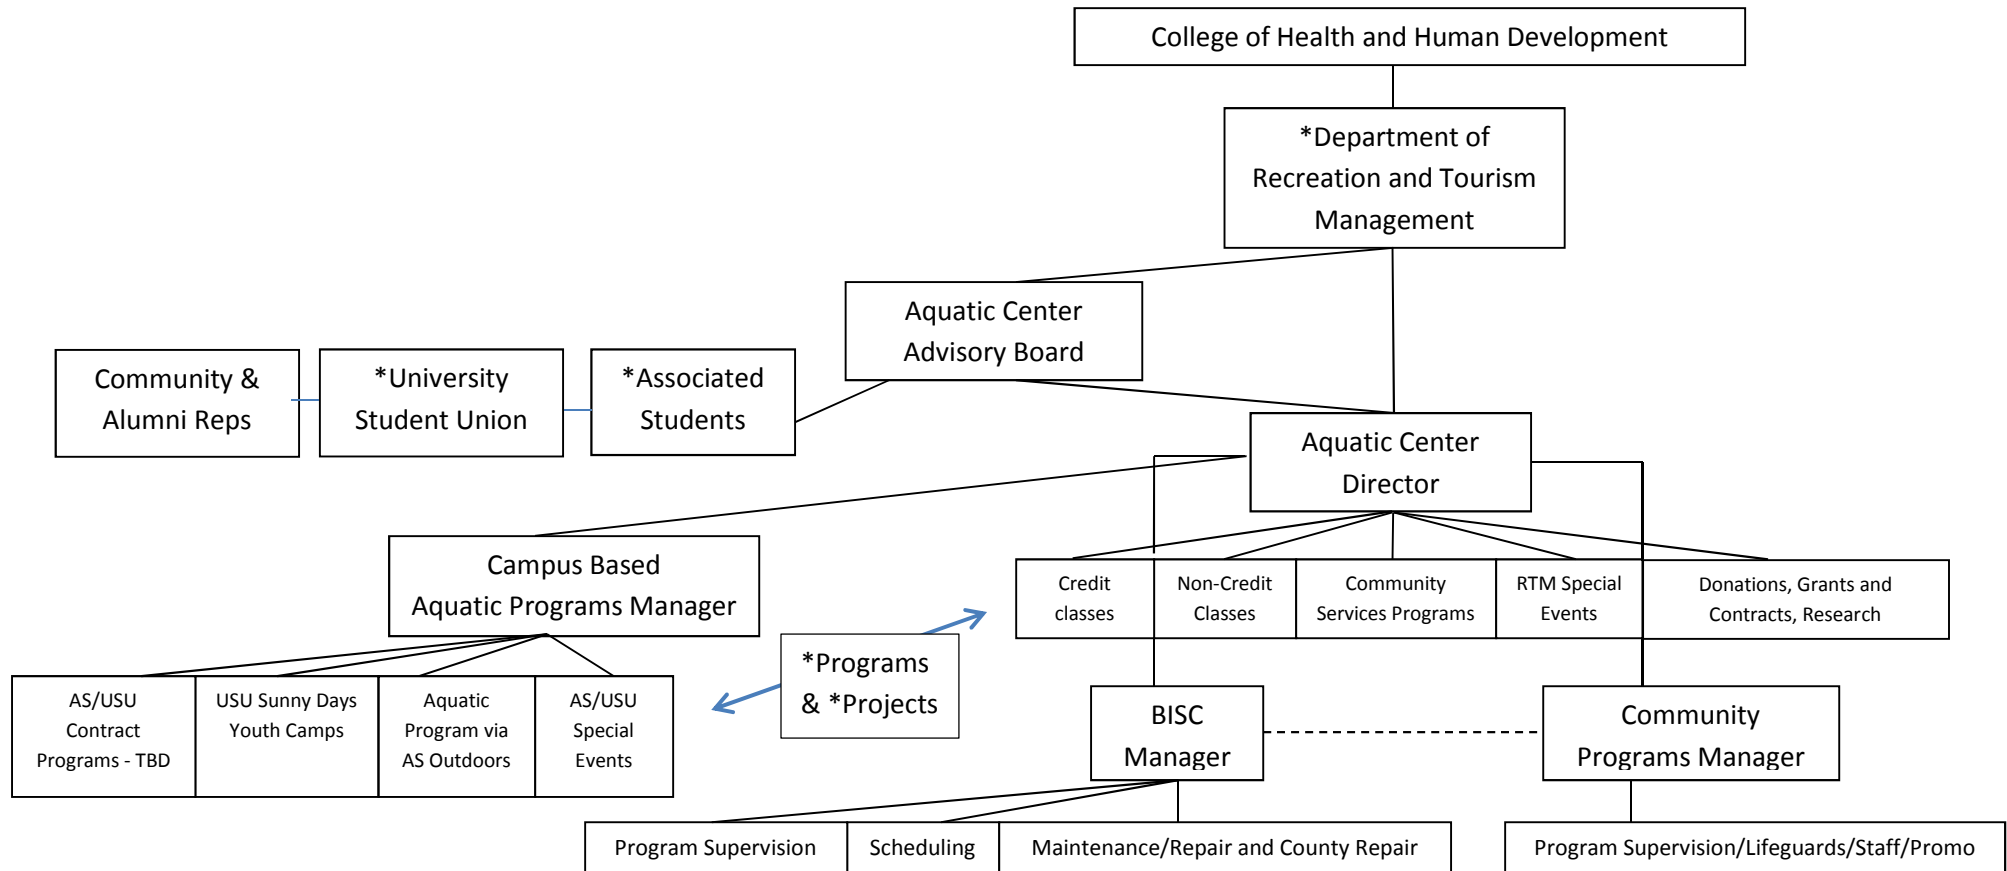 College of Health and Human Development
*Department of
Recreation and Tourism
Management
Aquatic Center
Advisory Board
Community &
Alumni Reps
*University
Student Union
*Associated
Students
Aquatic Center
Director
Campus Based
Aquatic Programs Manager
Credit
classes
Non-Credit
Classes
Community
Services Programs
RTM Special
Events
Donations, Grants and
Contracts, Research
*Programs
& *Projects
AS/USU
Contract
Programs - TBD
USU Sunny Days
Youth Camps
Aquatic
Program via
AS Outdoors
AS/USU
Special
Events
BISC
Manager
Community
Programs Manager
Program Supervision
Scheduling
Maintenance/Repair and County Repair
Program Supervision/Lifeguards/Staff/Promo